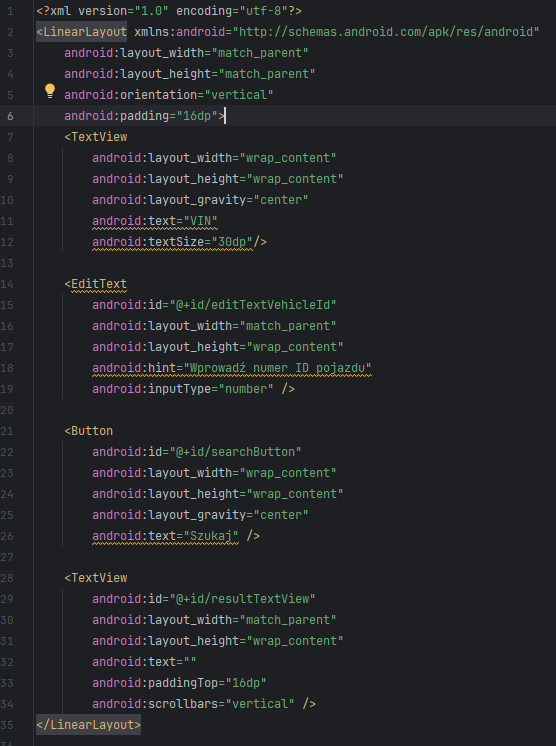 1 <?xml version="1.0" encoding="utf-8"?>
2 <LinearLayout xmlns:android="http://schemas.android.com/apk/res/android"
3 android:layout_width="match_parent"
4 android:layout_height="match_parent"
5 android:orientation="vertical"
6 android:padding="16dp">
7 <TextView
8 android:layout_width="wrap_content"
9 android:layout_height="wrap_content"
10 android:layout_gravity="center"
11 android:text="VIN"
12 android:textSize="30dp"/>
13
14 <EditText
15 android:id="@+id/editTextVehicleId"
16 android:layout_width="match_parent"
17 android:layout_height="wrap_content"
18 android:hint="Wprowadź numer ID pojazdu"
19 android:inputType="number" />
20
21 <Button
22 android:id="@+id/searchButton"
23 android:layout_width="wrap_content"
24 android:layout_height="wrap_content"
25 android:layout_gravity="center"
26 android:text="Szukaj" />
27
28 <TextView
29 android:id="@+id/resultTextView"
30 android:layout_width="match_parent"
31 android:layout_height="wrap_content"
32 android:text=""
33 android:paddingTop="16dp"
34 android:scrollbars="vertical" />
35 </LinearLayout>
36